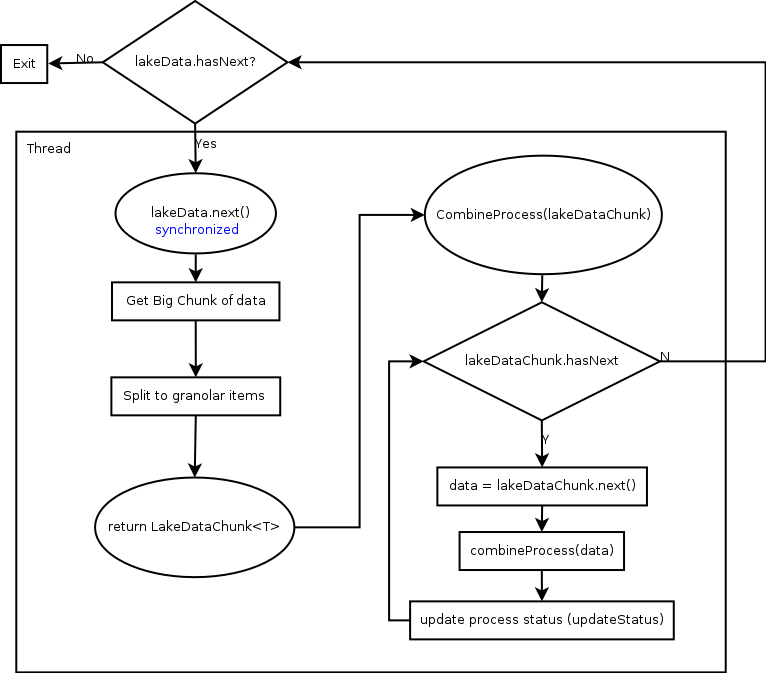 lakeData.hasNext?
No
Exit
Yes
Thread
lakeData.next()
synchronized
Get Big Chunk of data
Split to granolar items
return LakeDataChunk<T>
CombineProcess(lakeDataChunk)
lakeDataChunk.hasNext
N
Y
data = lakeDataChunk.next()
combineProcess(data)
update process status (updateStatus)